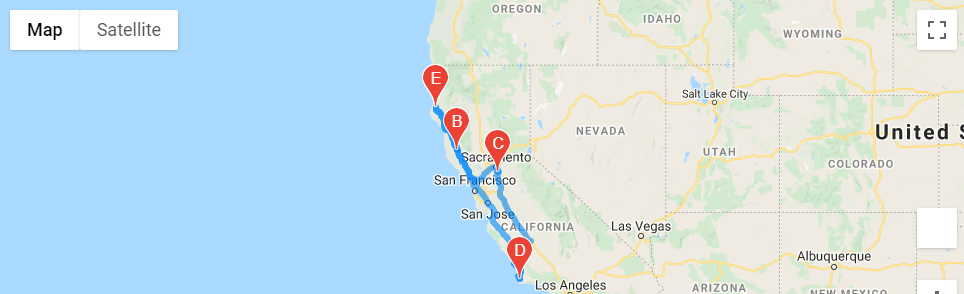 Map
Satellite
OREGON
IDAHO
WYOMING
E
Salt Lake City
B
NEVADA
United S
C
Sacramento
UTAH
COLORADO
San Francisco
San Jose
CALIFORNIA
Las Vegas
D
Albuquerque
Los Angeles
ARIZONA
NEW MEXICO